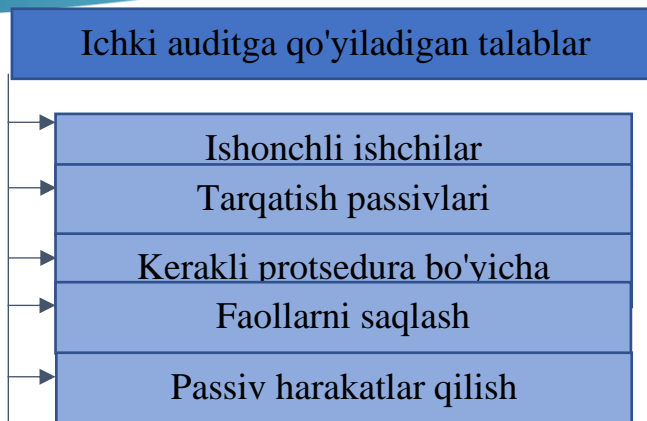 Ichki auditga qo'yiladigan talablar
Ishonchli ishchilar
Tarqatish passivlari
Kerakli protsedura bo'yicha
Faollarni saqlash
Passiv harakatlar qilish